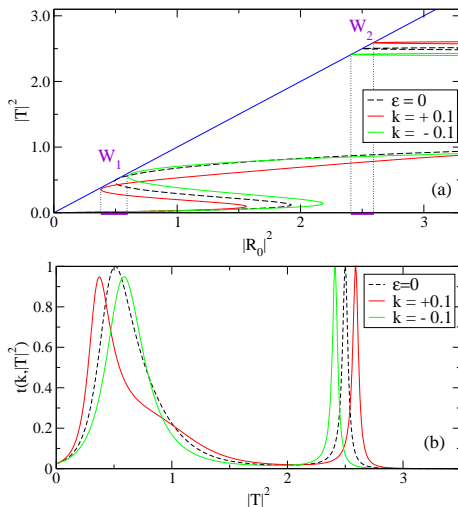 3.0
2.0
1.0
0.0
|T|²
W₁
W₂
ε = 0
k = + 0.1
k = - 0.1
(a)
0 1 2 3
|R₀|²
1
0.8
0.6
0.4
0.2
0
t(k,|T|²)
ε=0
k = +0.1
k = - 0.1
(b)
0 1 2 3
|T|²